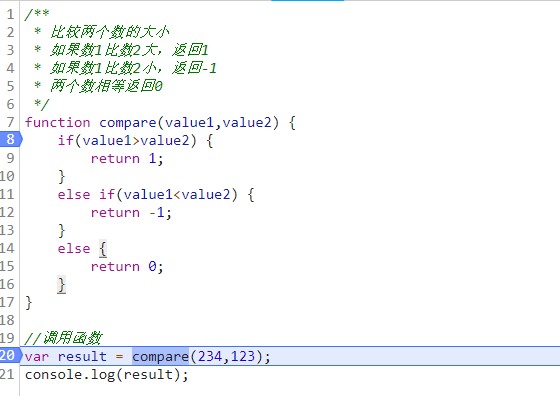 1 /**
2 * 比较两个数的大小
3 * 如果数1比数2大，返回1
4 * 如果数1比数2小，返回-1
5 * 两个数相等返回0
6 */
7 function compare(value1,value2) {
8 if(value1>value2) {
9 return 1;
10 }
11 else if(value1<value2) {
12 return -1;
13 }
14 else {
15 return 0;
16 }
17 }
18
19 //调用函数
20 var result = compare(234,123);
21 console.log(result);